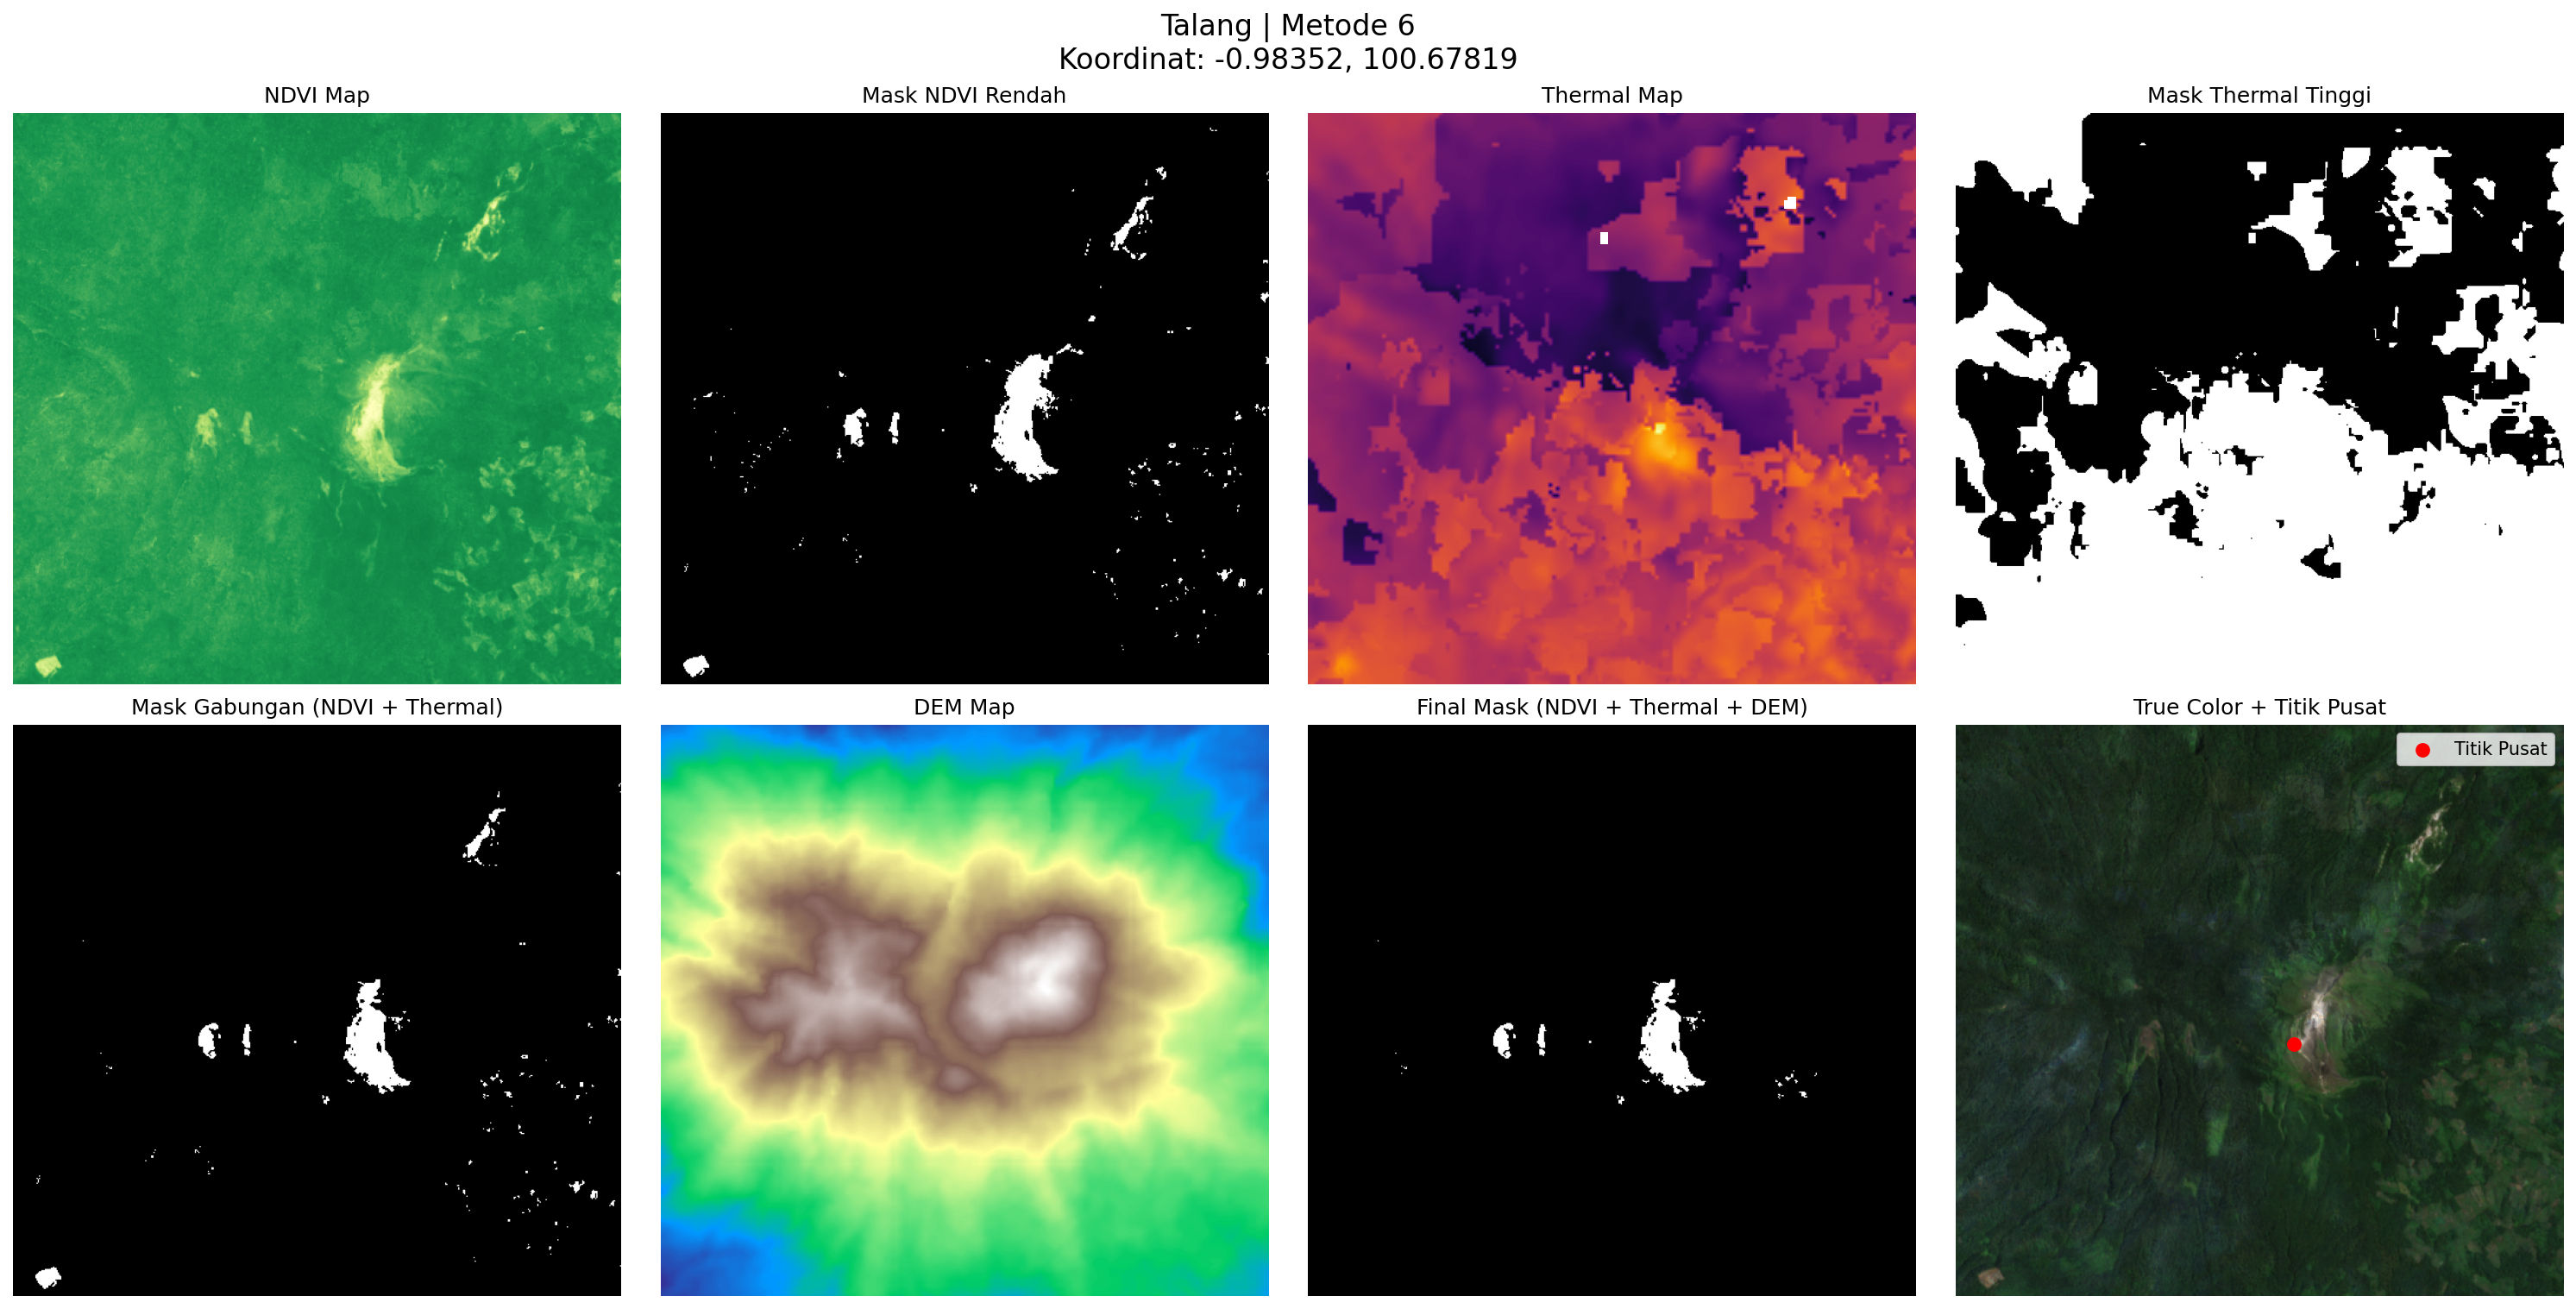 Talang | Metode 6
Koordinat: -0.98352, 100.67819
NDVI Map
Mask NDVI Rendah
Thermal Map
Mask Thermal Tinggi
Mask Gabungan (NDVI + Thermal)
DEM Map
Final Mask (NDVI + Thermal + DEM)
True Color + Titik Pusat
Titik Pusat